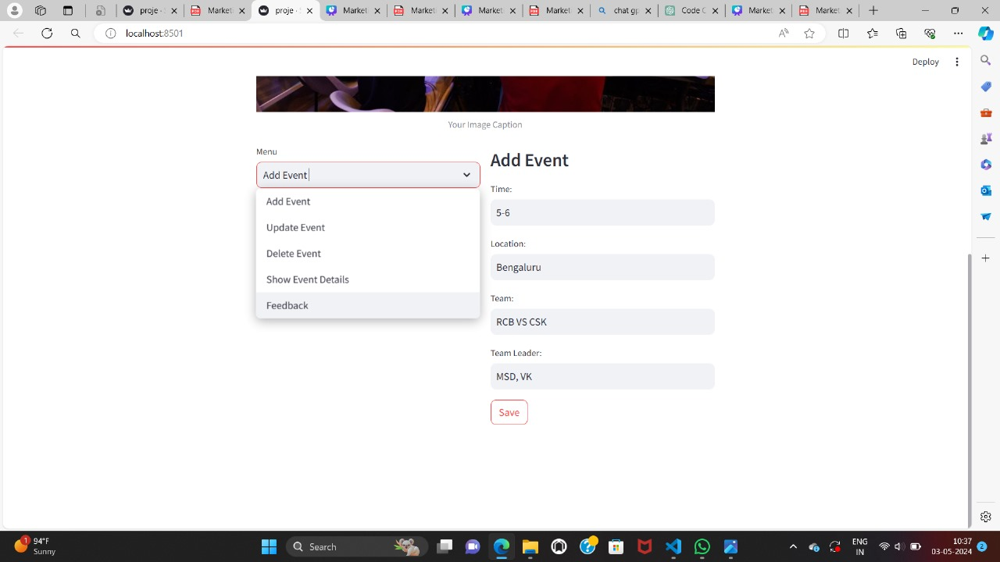 proje
Marketi
proje
Market
Marketi
Market
Market
chat gp
Code C
Market
Market
localhost:8501
Deploy
Your Image Caption
Menu
Add Event
Add Event
Update Event
Delete Event
Show Event Details
Feedback
Add Event
Time:
5-6
Location:
Bengaluru
Team:
RCB VS CSK
Team Leader:
MSD, VK
Save
1
94°F
Sunny
Search
ENG
IN
10:37
03-05-2024
2